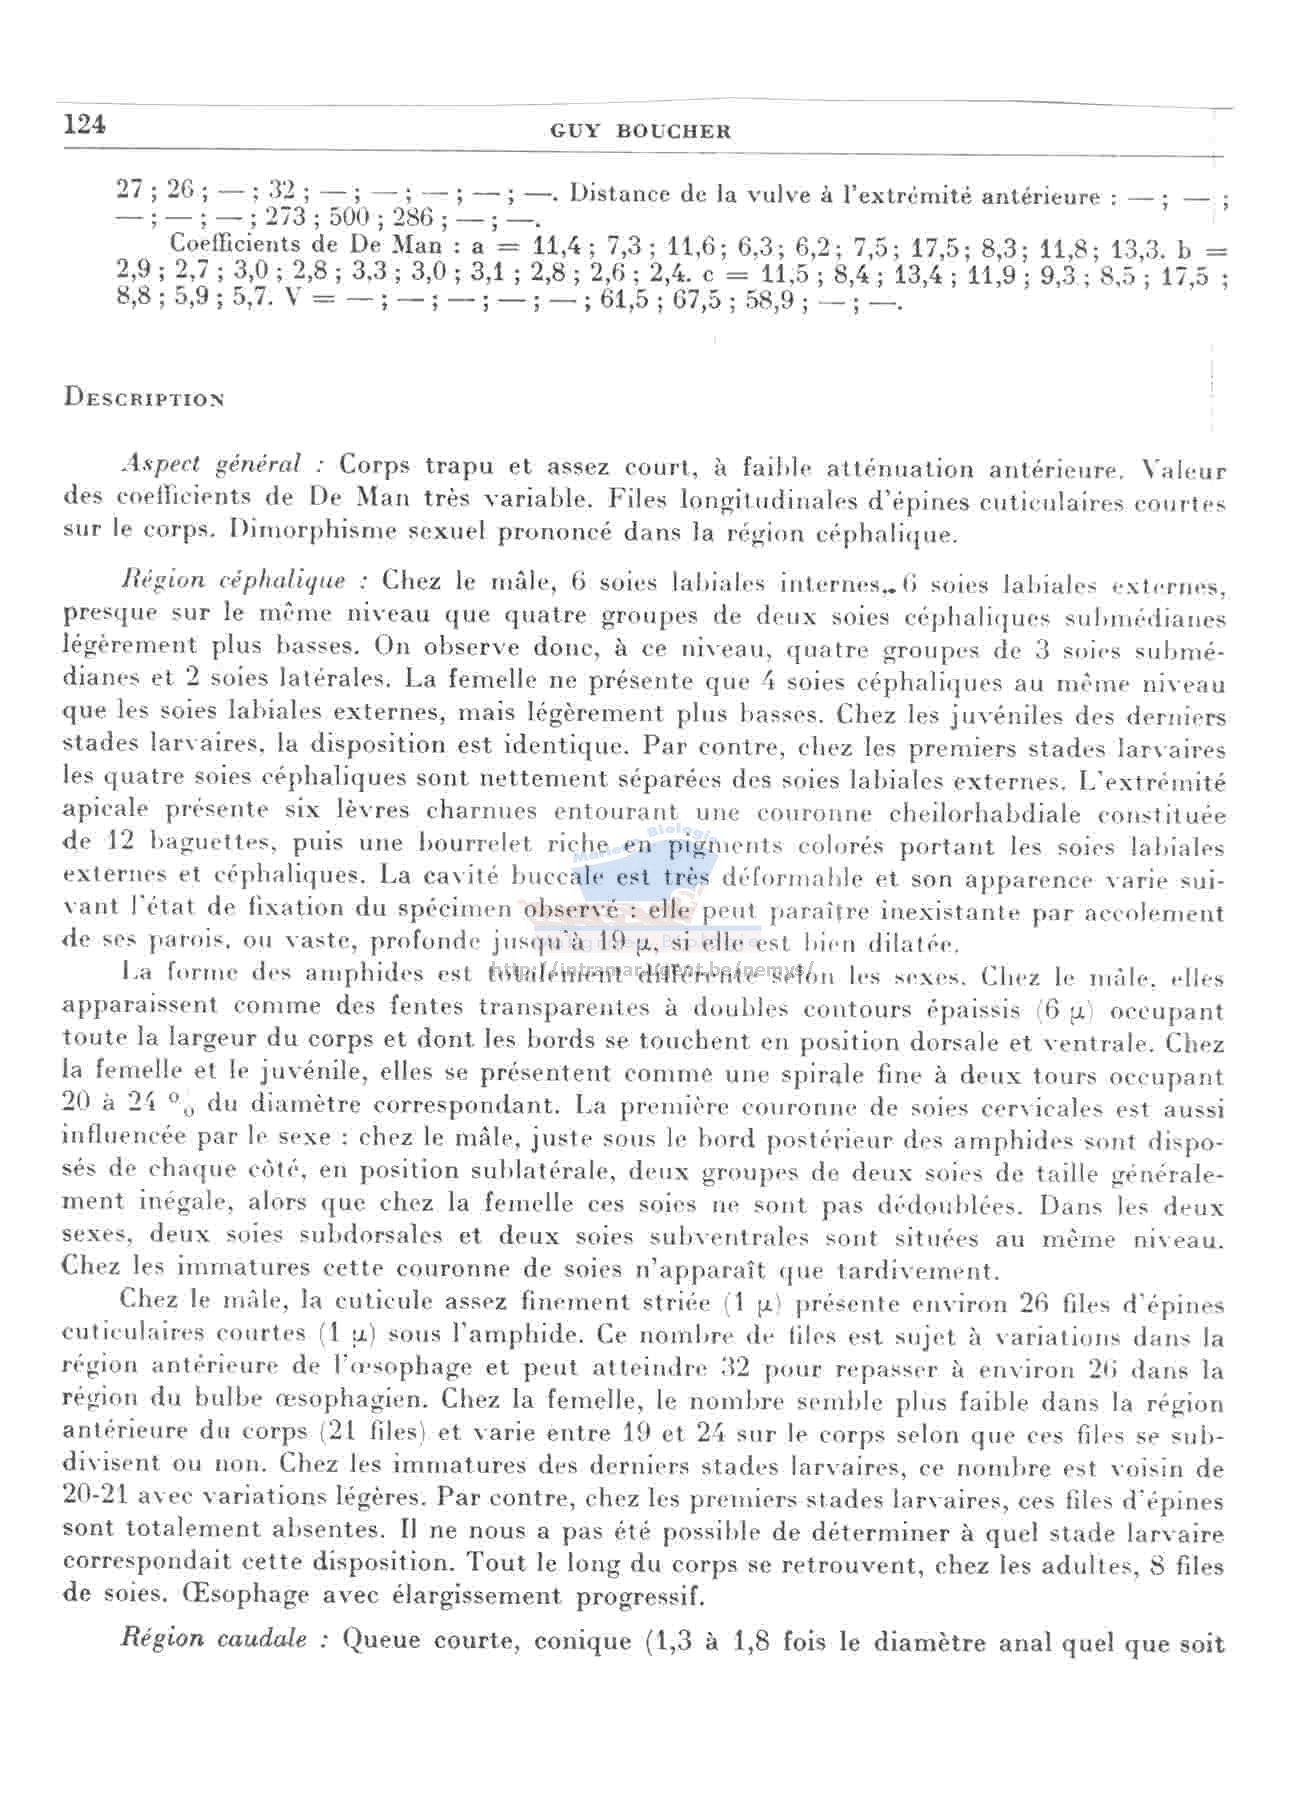 124
GUY BOUCHER
27 ; 26 ; — ; 32 ; — ; — ; — ; — ; —. Distance de la vulve à l'extrémité antérieure : — ; — ;
— ; — ; — ; 273 ; 500 ; 286 ; — ; —.
Coefficients de De Man : a = 11,4 ; 7,3 ; 11,6 ; 6,3 ; 6,2 ; 7,5 ; 17,5 ; 8,3 ; 11,8 ; 13,3. b =
2,9 ; 2,7 ; 3,0 ; 2,8 ; 3,3 ; 3,0 ; 3,1 ; 2,8 ; 2,6 ; 2,4. c = 11,5 ; 8,4 ; 13,4 ; 11,9 ; 9,3 ; 8,5 ; 17,5 ;
8,8 ; 5,9 ; 5,7. V = — ; — ; — ; — ; — ; 61,5 ; 67,5 ; 58,9 ; — ; —.
DESCRIPTION
Aspect général : Corps trapu et assez court, à faible atténuation antérieure. Valeur
des coefficients de De Man très variable. Files longitudinales d'épines cuticulaires courtes
sur le corps. Dimorphisme sexuel prononcé dans la région céphalique.
Région céphalique : Chez le mâle, 6 soies labiales internes, 6 soies labiales externes,
presque sur le même niveau que quatre groupes de deux soies céphaliques submédianes
légèrement plus basses. On observe donc, à ce niveau, quatre groupes de 3 soies submé-
dianes et 2 soies latérales. La femelle ne présente que 4 soies céphaliques au même niveau
que les soies labiales externes, mais légèrement plus basses. Chez les juvéniles des derniers
stades larvaires, la disposition est identique. Par contre, chez les premiers stades larvaires
les quatre soies céphaliques sont nettement séparées des soies labiales externes. L'extrémité
apicale présente six lèvres charnues entourant une couronne cheilorhabdiale constituée
de 12 baguettes, puis une bourrelet riche en pigments colorés portant les soies labiales
externes et céphaliques. La cavité buccale est très déformable et son apparence varie sui-
vant l'état de fixation du spécimen observé : elle peut paraître inexistante par accolement
de ses parois, ou vaste, profonde jusqu'à 19 µ, si elle est bien dilatée.
La forme des amphides est totalement différente selon les sexes. Chez le mâle, elles
apparaissent comme des fentes transparentes à doubles contours épaissis (6 µ) occupant
toute la largeur du corps et dont les bords se touchent en position dorsale et ventrale. Chez
la femelle et le juvénile, elles se présentent comme une spirale fine à deux tours occupant
20 à 24 % du diamètre correspondant. La première couronne de soies cervicales est aussi
influencée par le sexe : chez le mâle, juste sous le bord postérieur des amphides sont dispo-
sés de chaque côté, en position sublatérale, deux groupes de deux soies de taille générale-
ment inégale, alors que chez la femelle ces soies ne sont pas dédoublées. Dans les deux
sexes, deux soies subdorsales et deux soies subventrales sont situées au même niveau.
Chez les immatures cette couronne de soies n'apparaît que tardivement.
Chez le mâle, la cuticule assez finement striée (1 µ) présente environ 26 files d'épines
cuticulaires courtes (1 µ) sous l'amphide. Ce nombre de files est sujet à variations dans la
région antérieure de l'œsophage et peut atteindre 32 pour repasser à environ 26 dans la
région du bulbe œsophagien. Chez la femelle, le nombre semble plus faible dans la région
antérieure du corps (21 files) et varie entre 19 et 24 sur le corps selon que ces files se sub-
divisent ou non. Chez les immatures des derniers stades larvaires, ce nombre est voisin de
20-21 avec variations légères. Par contre, chez les premiers stades larvaires, ces files d'épines
sont totalement absentes. Il ne nous a pas été possible de déterminer à quel stade larvaire
correspondait cette disposition. Tout le long du corps se retrouvent, chez les adultes, 8 files
de soies. Œsophage avec élargissement progressif.
Région caudale : Queue courte, conique (1,3 à 1,8 fois le diamètre anal quel que soit